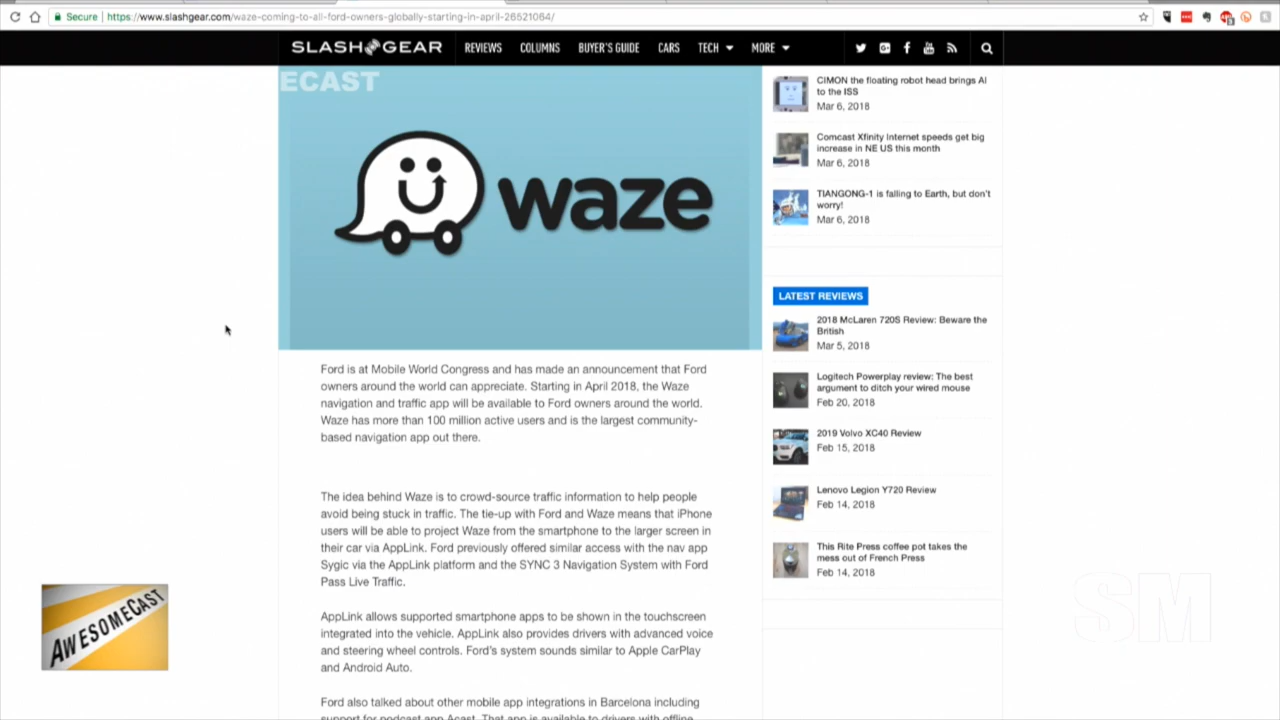 Secure
https://www.slashgear.com/waze-coming-to-all-ford-owners-globally-starting-in-april-26521064/
SLASHGEAR
REVIEWS
COLUMNS
BUYER'S GUIDE
CARS
TECH
MORE
ECAST
waze
Ford is at Mobile World Congress and has made an announcement that Ford
owners around the world can appreciate. Starting in April 2018, the Waze
navigation and traffic app will be available to Ford owners around the world.
Waze has more than 100 million active users and is the largest community-
based navigation app out there.
The idea behind Waze is to crowd-source traffic information to help people
avoid being stuck in traffic. The tie-up with Ford and Waze means that iPhone
users will be able to project Waze from the smartphone to the larger screen in
their car via AppLink. Ford previously offered similar access with the nav app
Sygic via the AppLink platform and the SYNC 3 Navigation System with Ford
Pass Live Traffic.
AppLink allows supported smartphone apps to be shown in the touchscreen
integrated into the vehicle. AppLink also provides drivers with advanced voice
and steering wheel controls. Ford's system sounds similar to Apple CarPlay
and Android Auto.
Ford also talked about other mobile app integrations in Barcelona including
support for podcast app Acast. That app is available to drivers with offline
CIMON the floating robot head brings AI
to the ISS
Mar 6, 2018
Comcast Xfinity Internet speeds get big
increase in NE US this month
Mar 6, 2018
TIANGONG-1 is falling to Earth, but don't
worry!
Mar 6, 2018
LATEST REVIEWS
2018 McLaren 720S Review: Beware the
British
Mar 5, 2018
Logitech Powerplay review: The best
argument to ditch your wired mouse
Feb 20, 2018
2019 Volvo XC40 Review
Feb 15, 2018
Lenovo Legion Y720 Review
Feb 14, 2018
This Rite Press coffee pot takes the
mess out of French Press
Feb 14, 2018
AWESOMECAST
SM